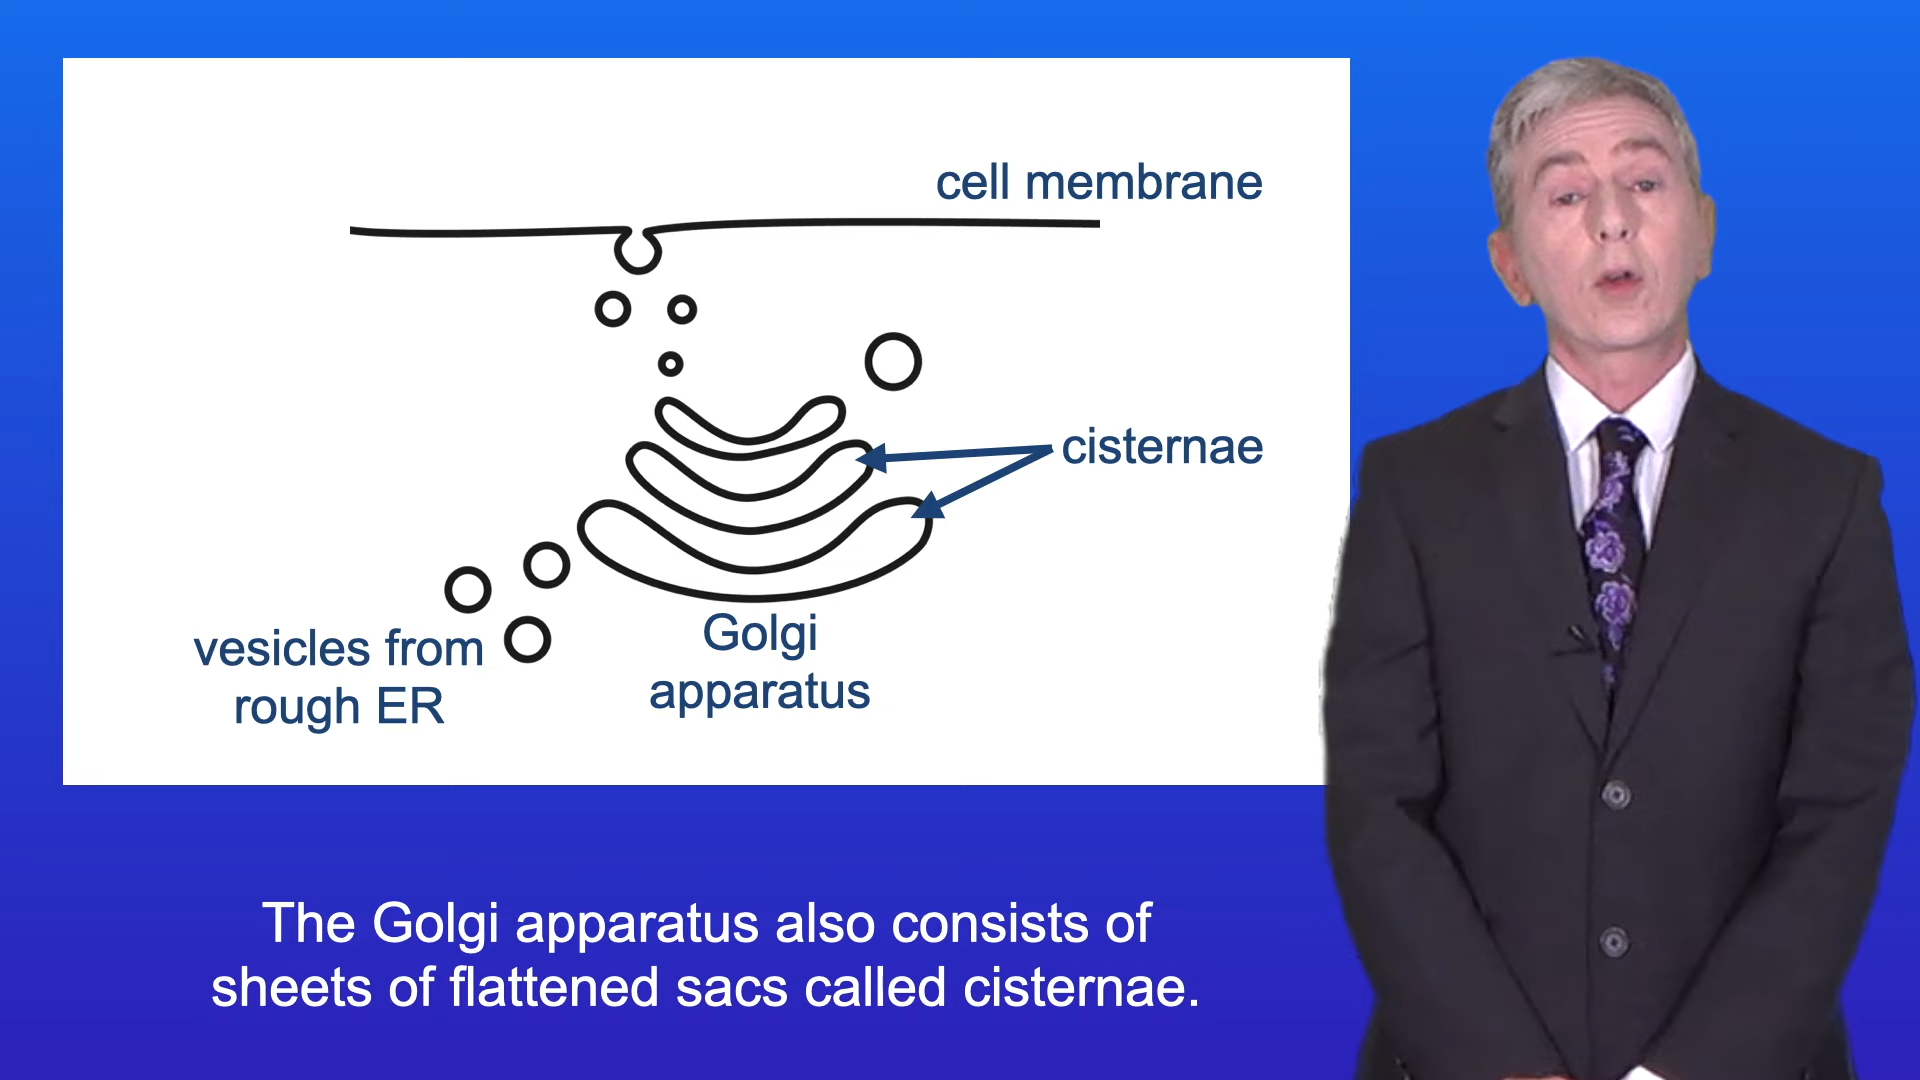 cell membrane
cisternae
Golgi
apparatus
vesicles from
rough ER
The Golgi apparatus also consists of
sheets of flattened sacs called cisternae.